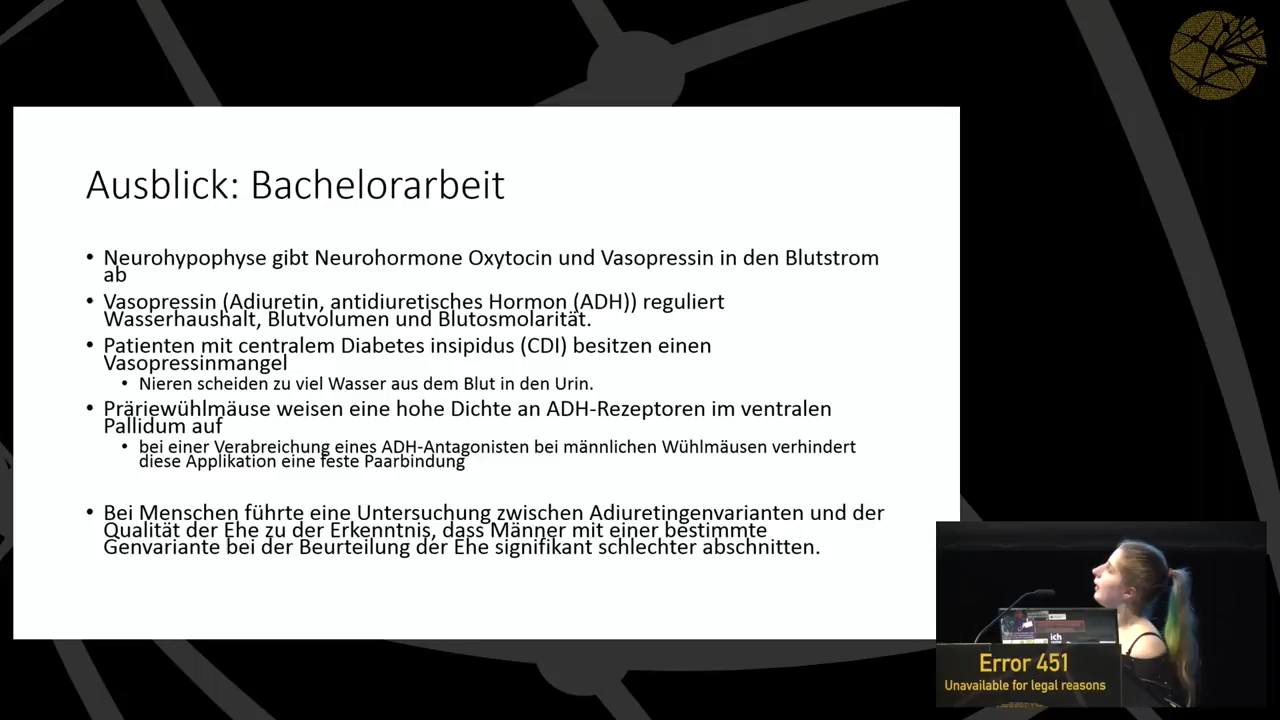 Ausblick: Bachelorarbeit
• Neurohypophyse gibt Neurohormone Oxytocin und Vasopressin in den Blutstrom
ab
• Vasopressin (Adiuretin, antidiuretisches Hormon (ADH)) reguliert
Wasserhaushalt, Blutvolumen und Blutosmolarität.
• Patienten mit centralem Diabetes insipidus (CDI) besitzen einen
Vasopressinmangel
• Nieren scheiden zu viel Wasser aus dem Blut in den Urin.
• Präriewühlmäuse weisen eine hohe Dichte an ADH-Rezeptoren im ventralen
Pallidum auf
• bei einer Verabreichung eines ADH-Antagonisten bei männlichen Wühlmäusen verhindert
diese Applikation eine feste Paarbindung
• Bei Menschen führte eine Untersuchung zwischen Adiuretingenvarianten und der
Qualität der Ehe zu der Erkenntnis, dass Männer mit einer bestimmte
Genvariante bei der Beurteilung der Ehe signifikant schlechter abschnitten.
ich
Error 451
Unavailable for legal reasons